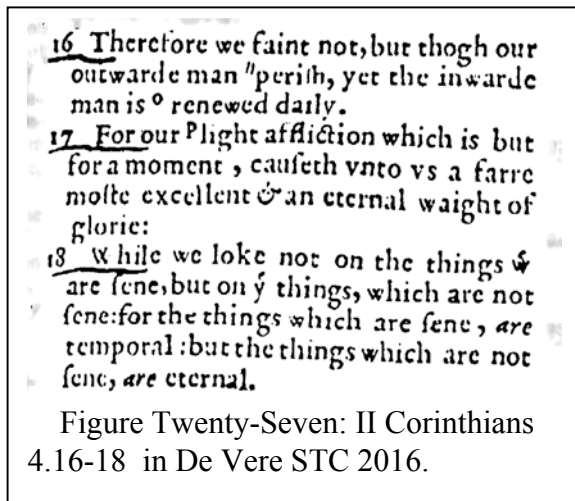 16 Therefore we faint not, but thogh our
outwarde man "perish, yet the inwarde
man is o renewed daily.
17 For our P light affliction which is but
for a moment, causeth vnto vs a farre
moste excellent & an eternal waight of
glorie:
18 While we loke not on the things ẇ
are sene, but on ẏ things, which are not
sene: for the things which are sene, are
temporal: but the things which are not
sene, are eternal.
Figure Twenty-Seven: II Corinthians
4.16-18 in De Vere STC 2016.